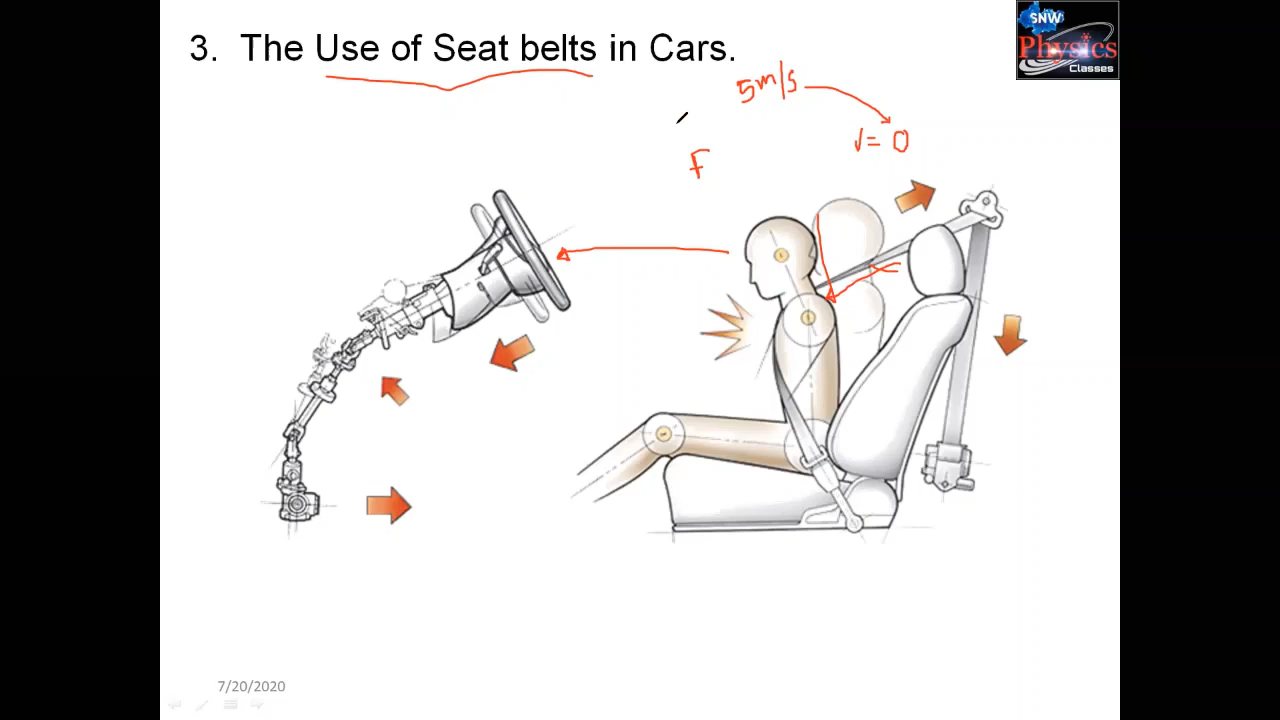 3. The Use of Seat belts in Cars.
SNW
Physics
Classes
5m/s
v= 0
F
7/20/2020